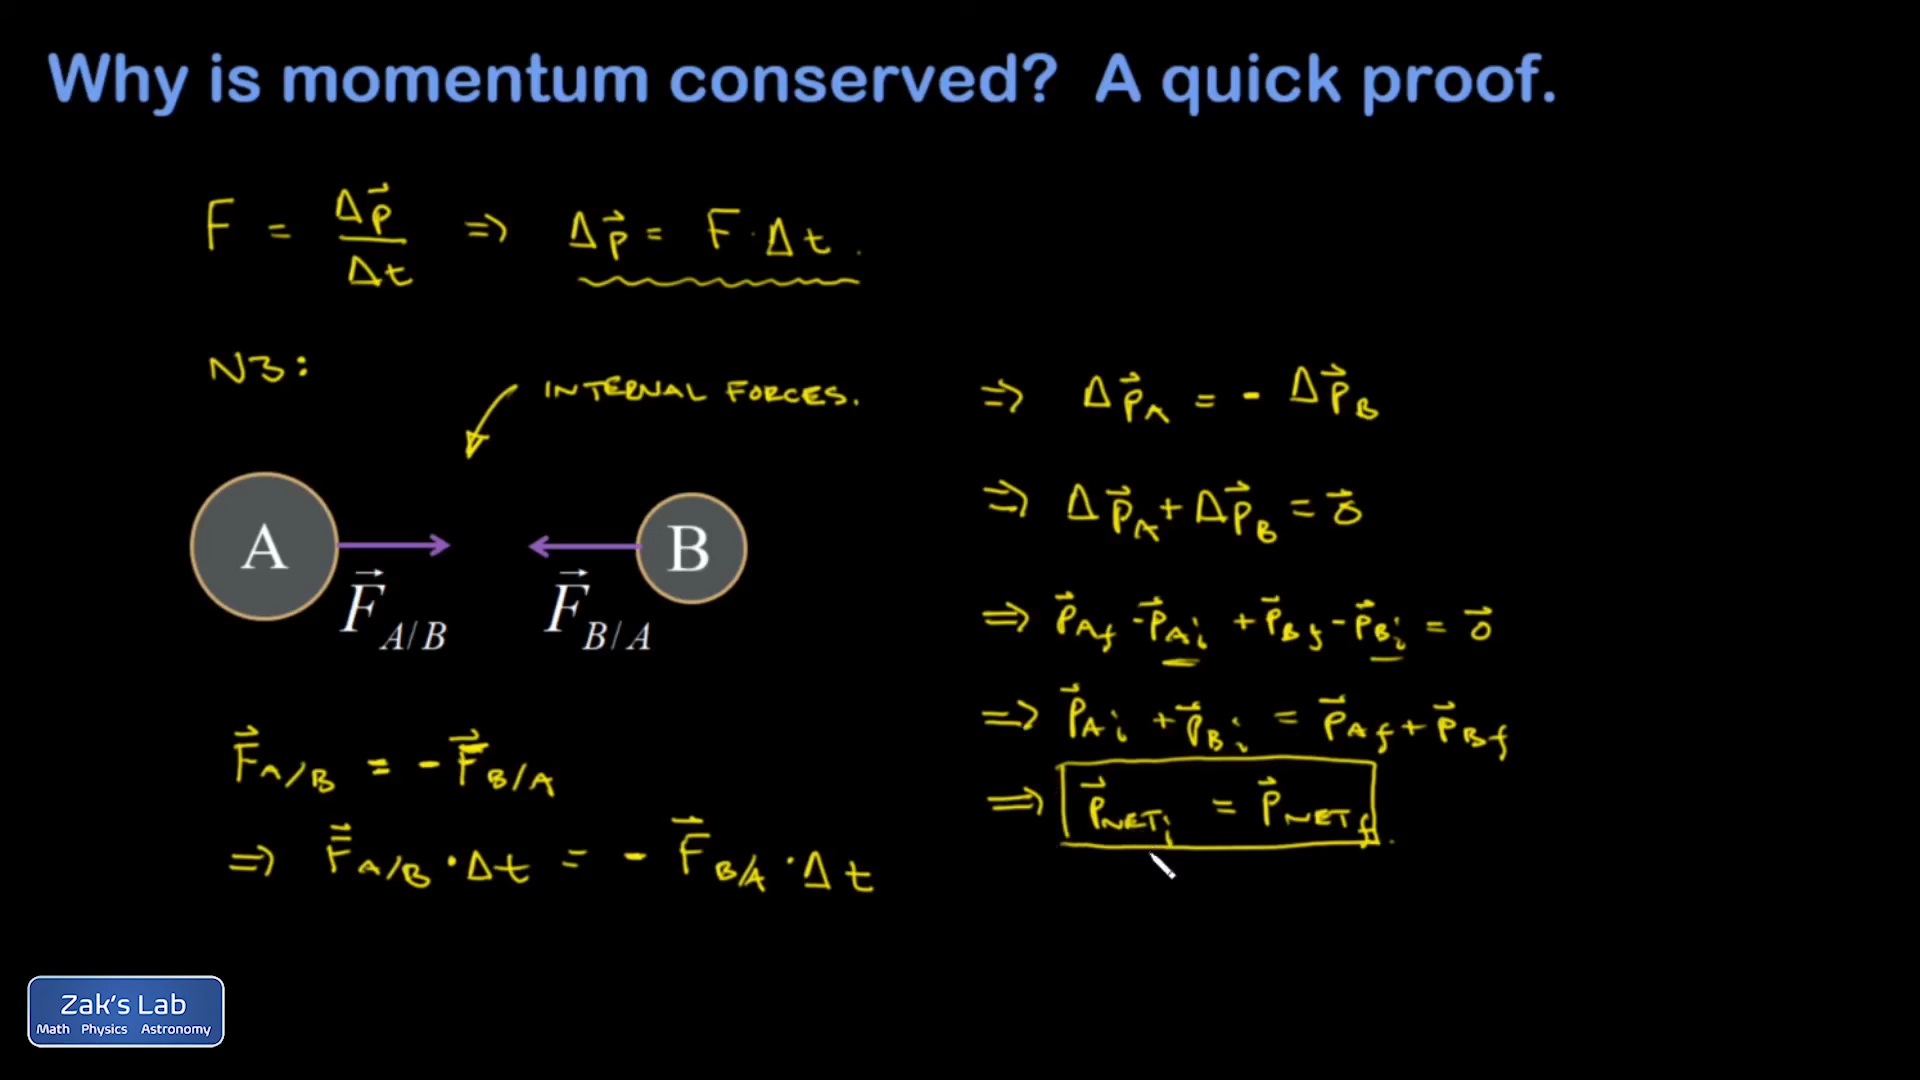 Why is momentum conserved? A quick proof.
F = Δp⃗/Δt ⇒ Δp⃗ = F · Δt.
N3:
INTERNAL FORCES.
A
B
F⃗ A/B
F⃗ B/A
F⃗A/B = -F⃗B/A
⇒ F⃗A/B · Δt = - F⃗B/A · Δt
⇒ Δp⃗A = - Δp⃗B
⇒ Δp⃗A + Δp⃗B = 0⃗
⇒ p⃗Af - p⃗Ai + p⃗Bf - p⃗Bi = 0⃗
⇒ p⃗Ai + p⃗Bi = p⃗Af + p⃗Bf
⇒ p⃗NETi = p⃗NETf.
Zak's Lab
Math Physics Astronomy